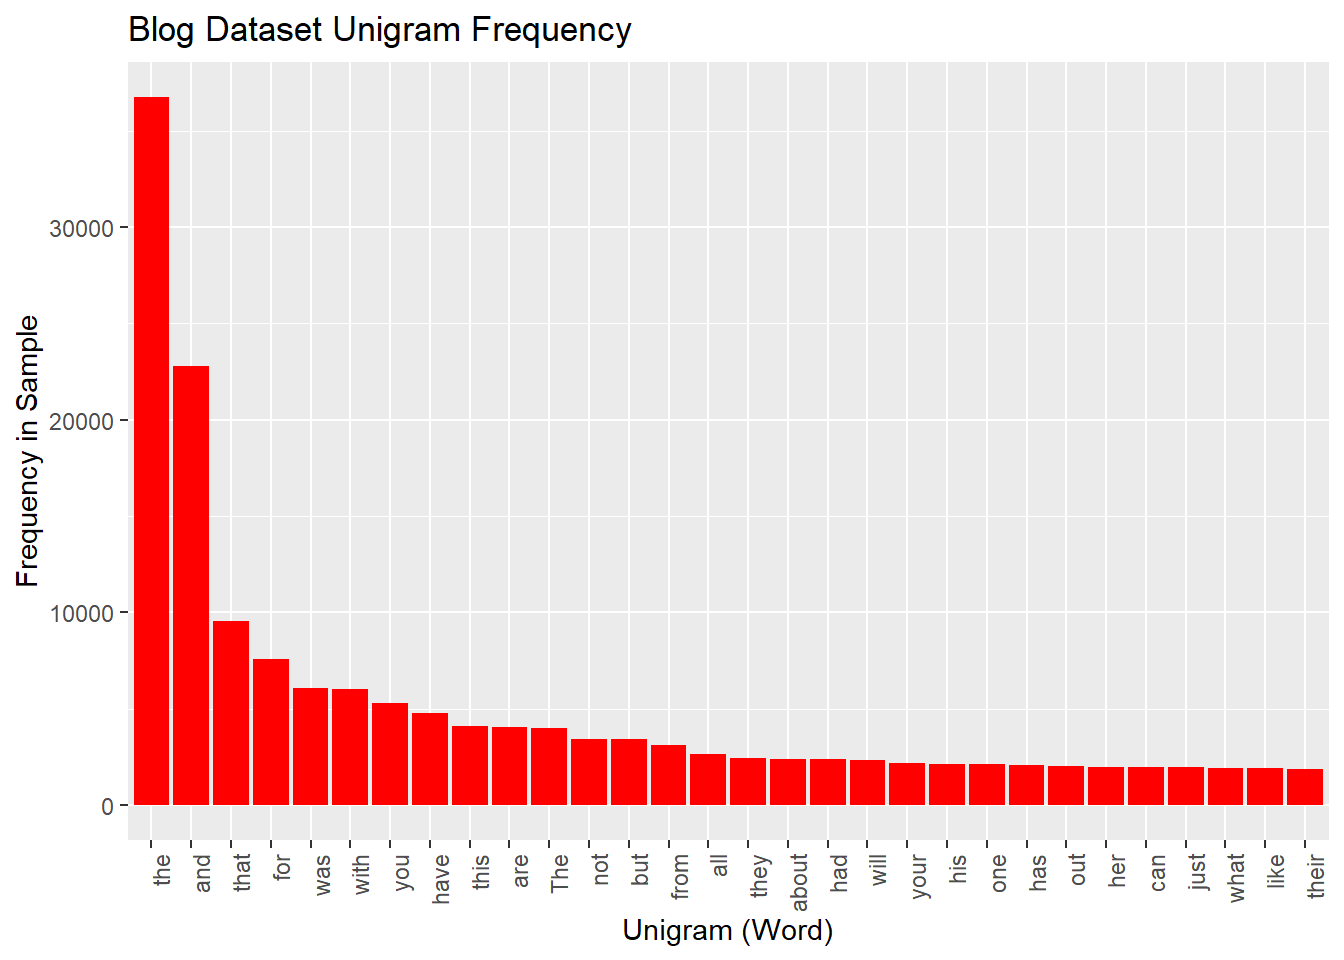 Blog Dataset Unigram Frequency
Frequency in Sample
30000
20000
10000
0
the
and
that
for
was
with
you
have
this
are
The
not
but
from
all
they
about
had
will
your
his
one
has
out
her
can
just
what
like
their
Unigram (Word)